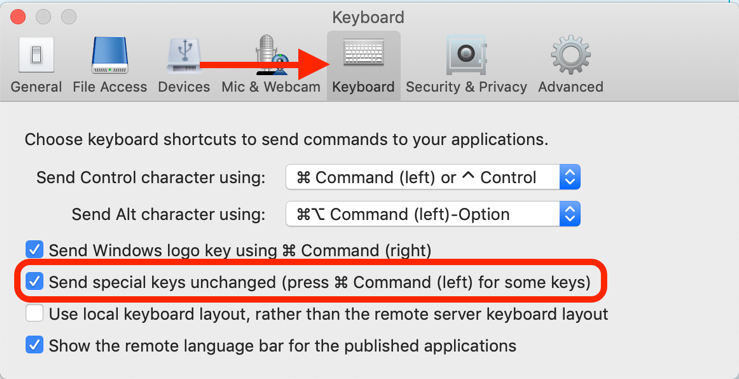 Keyboard
General File Access Devices Mic & Webcam Keyboard Security & Privacy Advanced
Choose keyboard shortcuts to send commands to your applications.
Send Control character using: ⌘ Command (left) or ^ Control
Send Alt character using: ⌘⌥ Command (left)-Option
Send Windows logo key using ⌘ Command (right)
Send special keys unchanged (press ⌘ Command (left) for some keys)
Use local keyboard layout, rather than the remote server keyboard layout
Show the remote language bar for the published applications